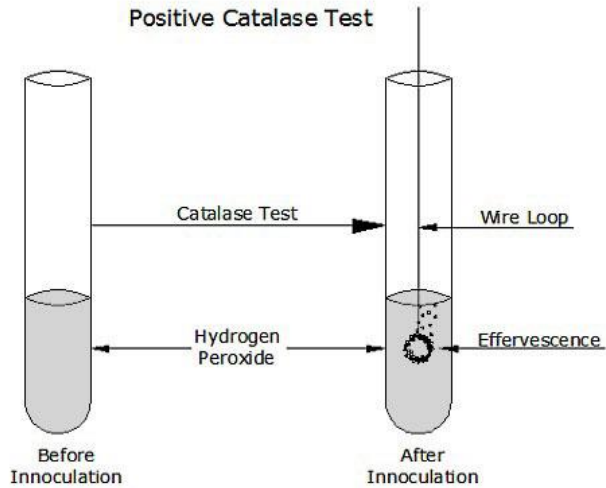 Positive Catalase Test
Catalase Test
Wire Loop
Hydrogen
Peroxide
Effervescence
Before
Innoculation
After
Innoculation